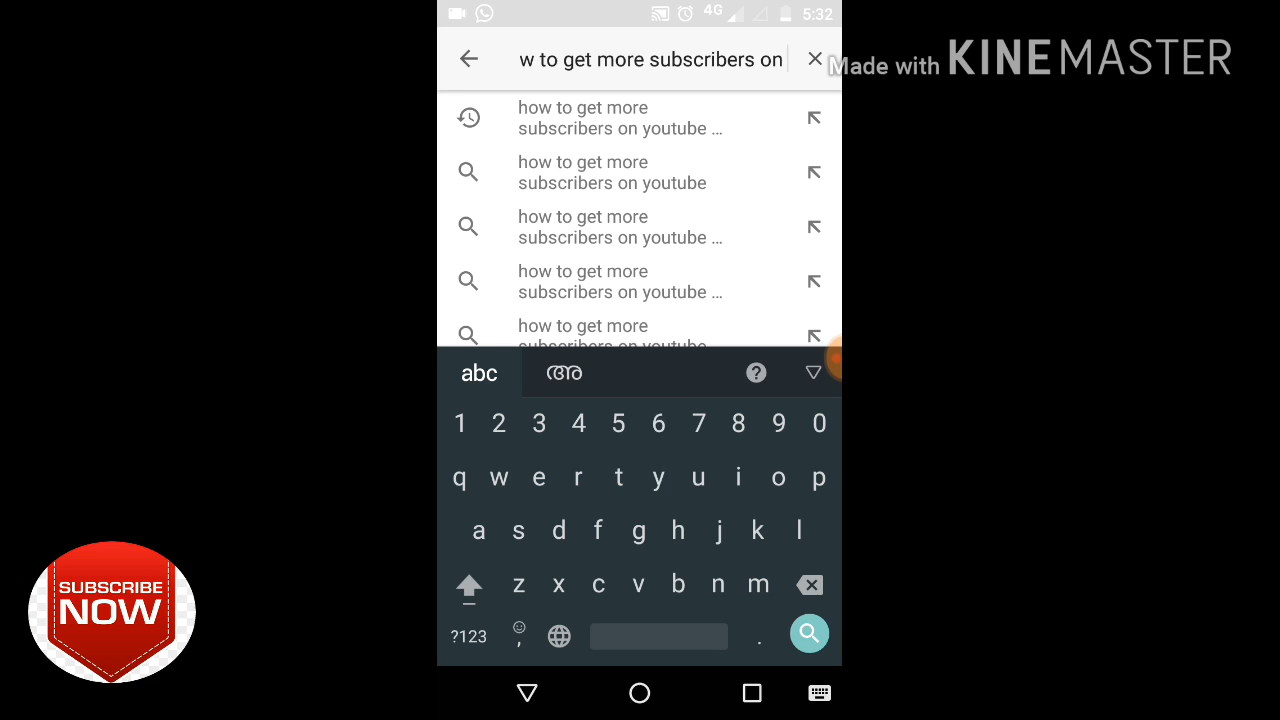 4G 5:32
w to get more subscribers on
Made with KINEMASTER
how to get more
subscribers on youtube ...
how to get more
subscribers on youtube
how to get more
subscribers on youtube ...
how to get more
subscribers on youtube ...
how to get more
subscribers on youtube
abc അ ?
1 2 3 4 5 6 7 8 9 0
q w e r t y u i o p
a s d f g h j k l
z x c v b n m
?123 , .
SUBSCRIBE
NOW